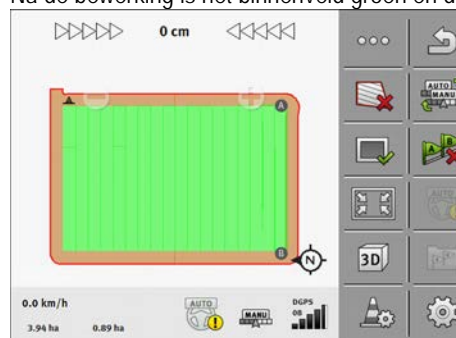 Na de bewerking is het binnenveld groen en d
0 cm
AUTO
MANU
A
B
A
B
N
3D
0.0 km/h
3.94 ha
0.89 ha
AUTO
MANU
DGPS
08